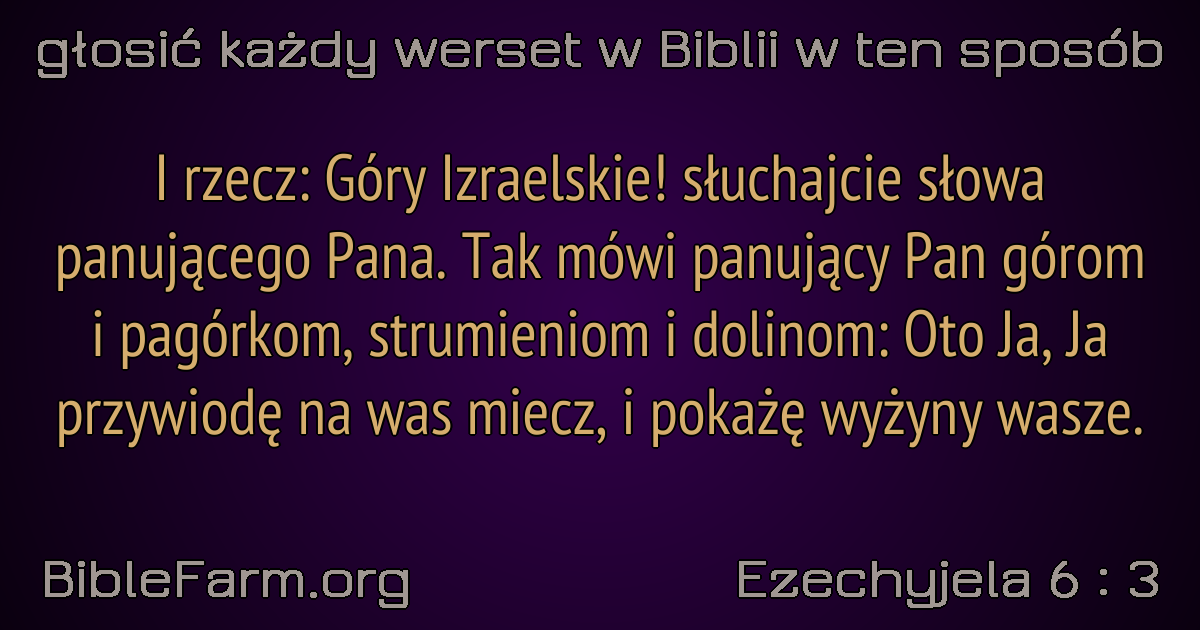 głosić każdy werset w Biblii w ten sposób
I rzecz: Góry Izraelskie! słuchajcie słowa
panującego Pana. Tak mówi panujący Pan górom
i pagórkom, strumieniom i dolinom: Oto Ja, Ja
przywiodę na was miecz, i pokażę wyżyny wasze.
BibleFarm.org
Ezechyjela 6 : 3